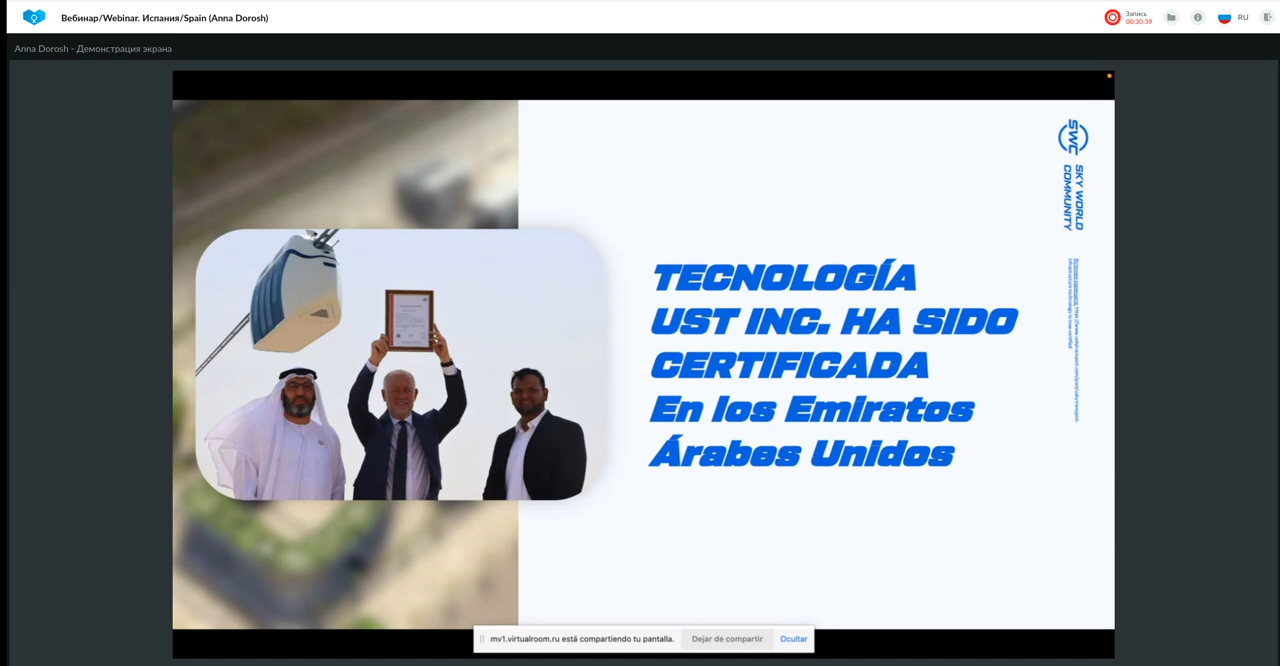 Вебинар/Webinar. Испания/Spain (Anna Dorosh)
Запись
00:30:39
RU
Anna Dorosh - Демонстрация экрана
SWC
SKY WORLD
COMMUNITY
TECNOLOGÍA
UST INC. HA SIDO
CERTIFICADA
En los Emiratos
Árabes Unidos
mv1.virtualroom.ru está compartiendo tu pantalla.
Dejar de compartir
Ocultar